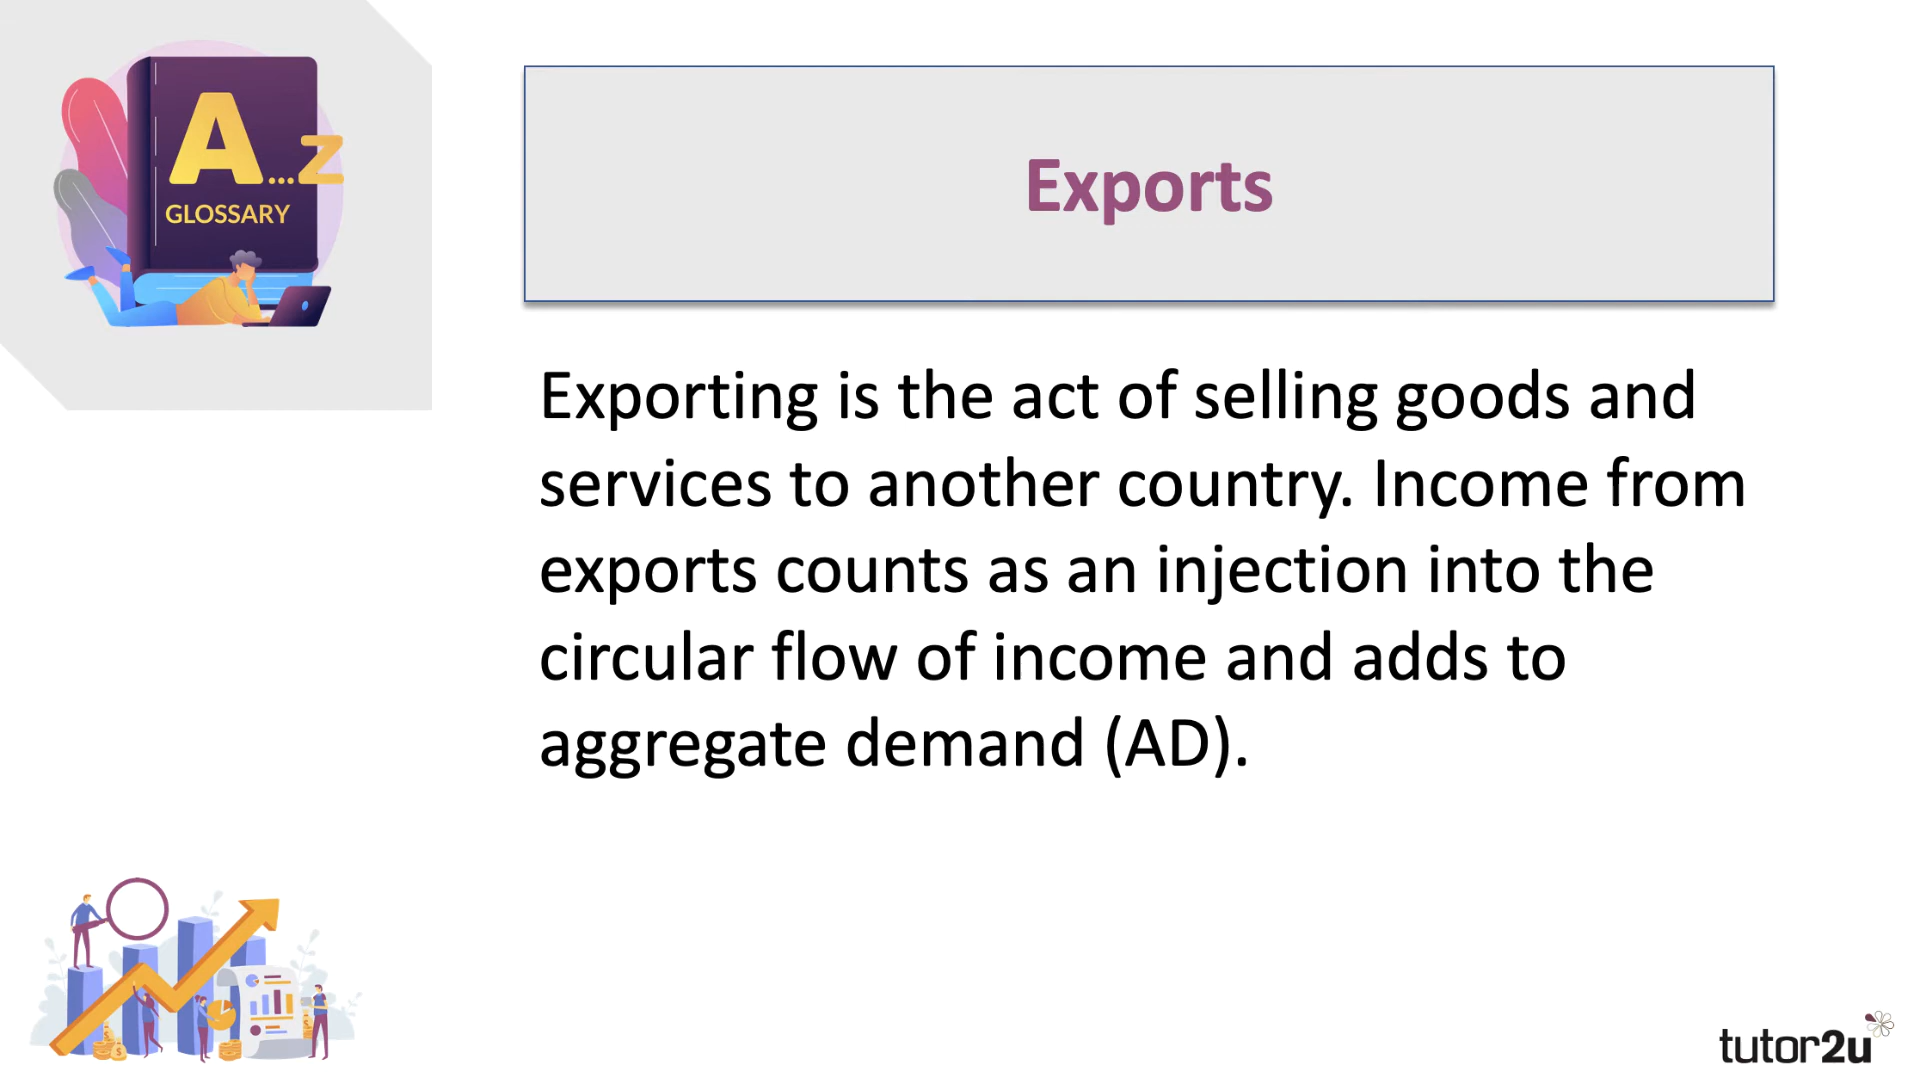 A...Z
GLOSSARY
Exports
Exporting is the act of selling goods and
services to another country. Income from
exports counts as an injection into the
circular flow of income and adds to
aggregate demand (AD).
tutor2u